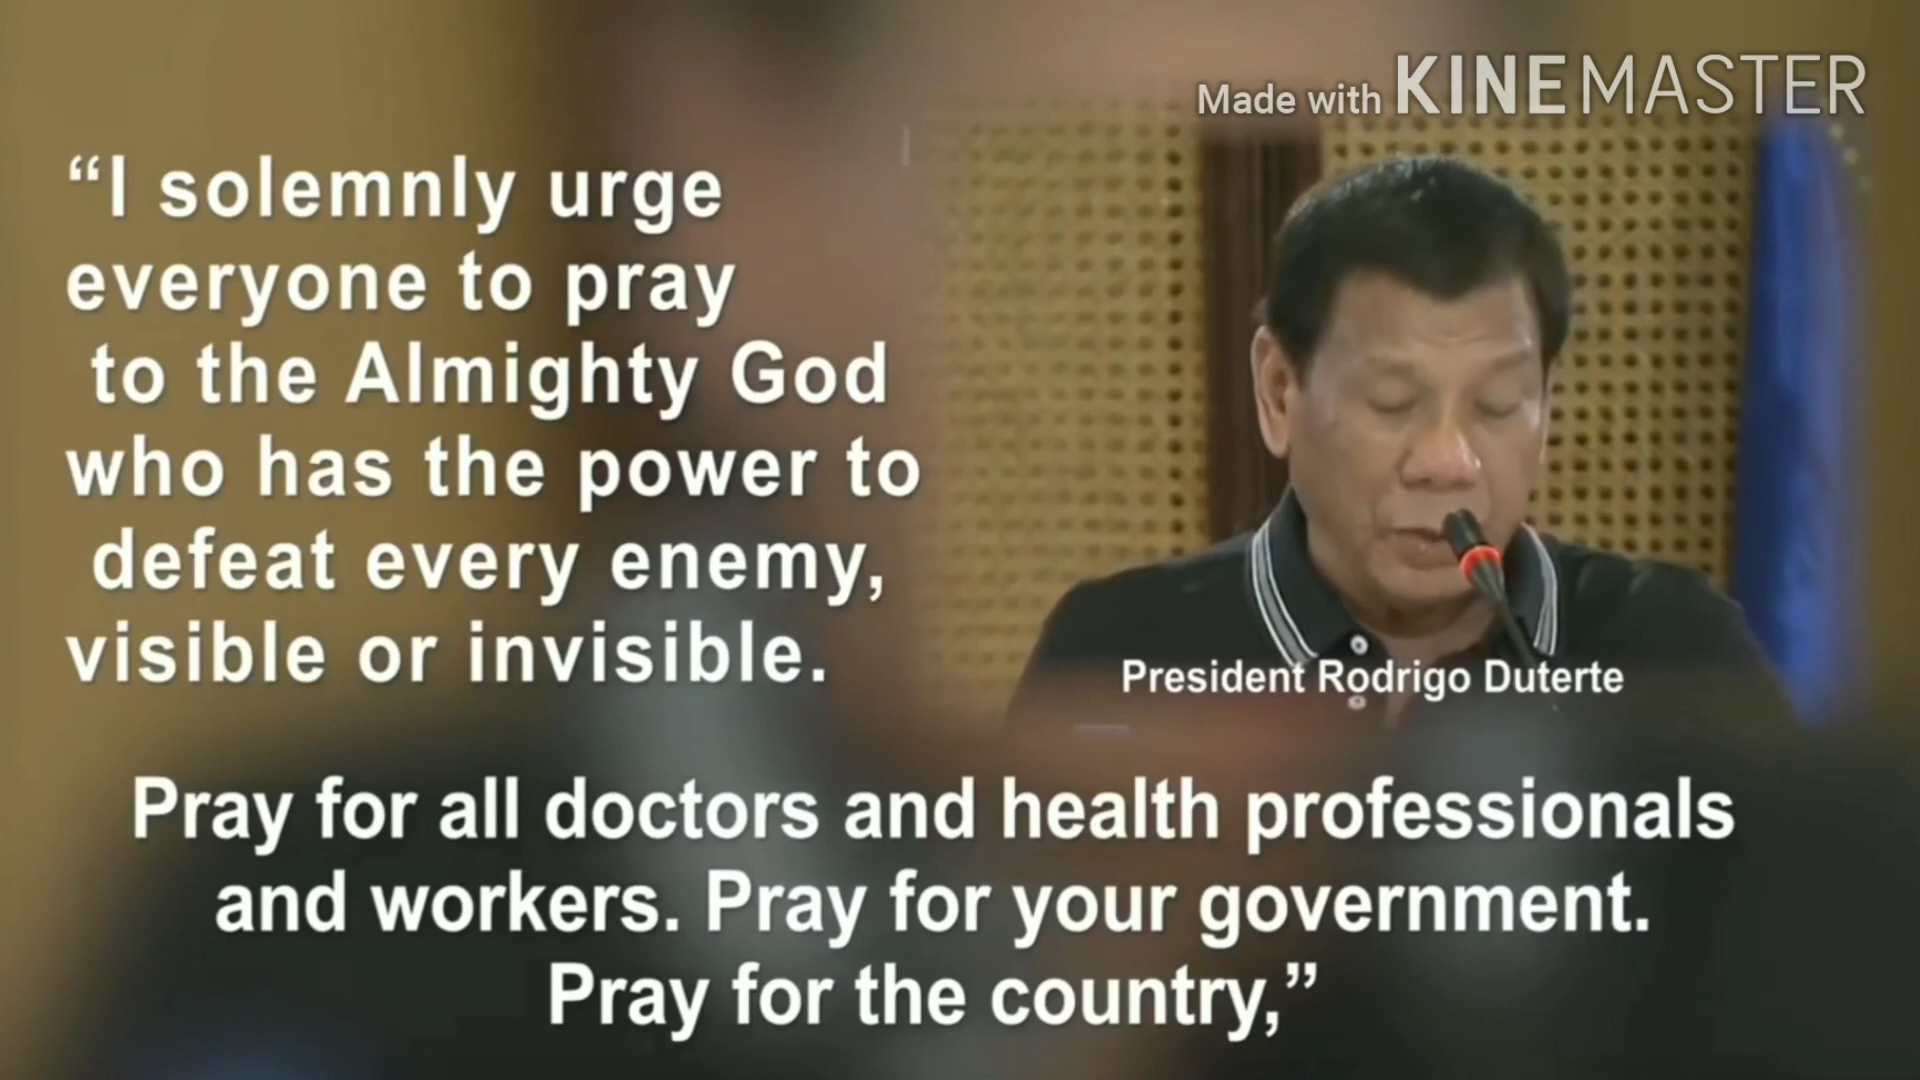 Made with KINEMASTER
“I solemnly urge
everyone to pray
to the Almighty God
who has the power to
defeat every enemy,
visible or invisible.
President Rodrigo Duterte
Pray for all doctors and health professionals
and workers. Pray for your government.
Pray for the country,”